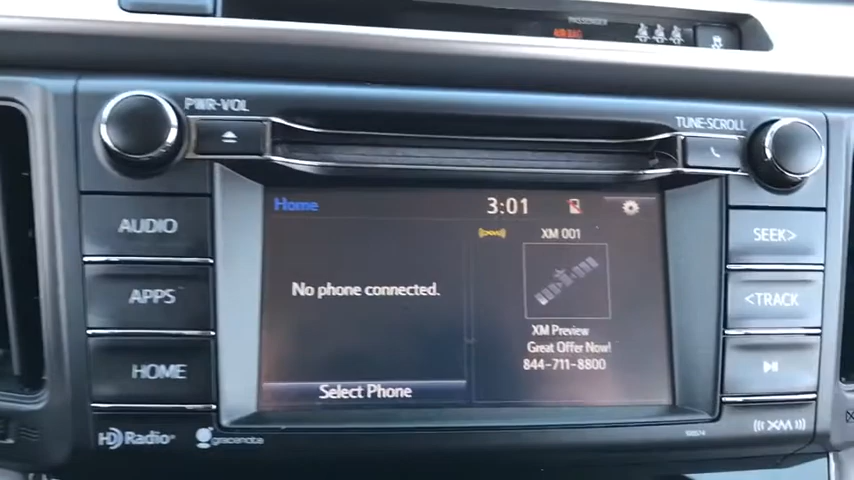 PASSENGER
AIRBAG
PWR·VOL
TUNE·SCROLL
AUDIO
APPS
HOME
Home
3:01
XM 001
No phone connected.
XM Preview
Great Offer Now!
844-711-8800
Select Phone
SEEK>
<TRACK
HD Radio
gracenote
XM